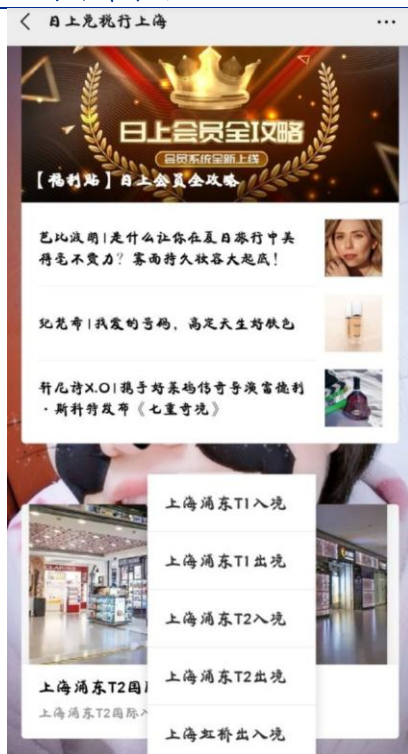 日上免税行上海
日上会员全攻略
会员系统全新上线
【福利贴】日上会员全攻略
芭比波朗|是什么让你在夏日旅行中美
得毫不费力？雾面持久妆容大起底！
纪梵希|我爱的号码，高定天生好肤色
轩尼诗X.O|携手好莱坞传奇导演雷德利
·斯科特发布《七重奇境》
上海浦东T1入境
上海浦东T1出境
上海浦东T2入境
上海浦东T2出境
上海虹桥出入境
上海浦东T2国
上海浦东T2国际